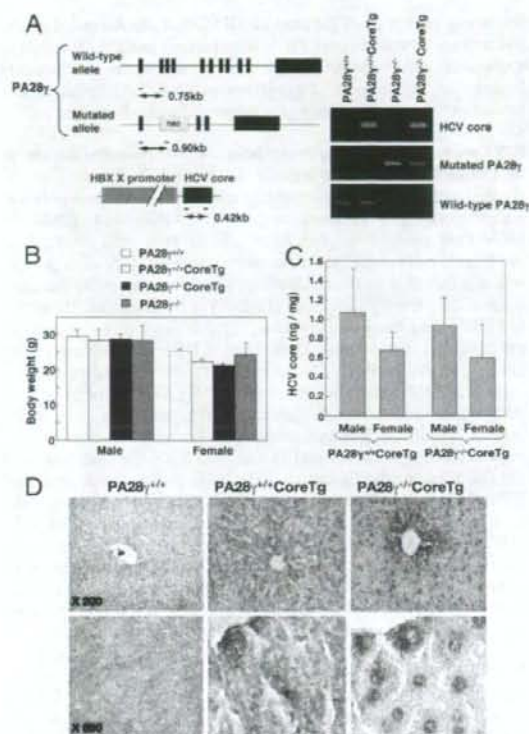 A
PA28γ
Wild-type
allele
0.75kb
Mutated
allele
neo
0.90kb
HBX X promoter
HCV core
0.42kb
PA28γ+/+
PA28γ+/+CoreTg
PA28γ-/-
PA28γ-/-CoreTg
HCV core
Mutated PA28γ
Wild-type PA28γ
B
PA28γ+/+
PA28γ+/+CoreTg
PA28γ-/-CoreTg
PA28γ-/-
Body weight (g)
30
20
10
0
Male
Female
C
HCV core (ng / mg)
1.6
1.4
1.2
1.0
0.8
0.6
0.4
0.2
0
Male Female Male Female
PA28γ+/+CoreTg PA28γ-/-CoreTg
D
PA28γ+/+ PA28γ+/+CoreTg PA28γ-/-CoreTg